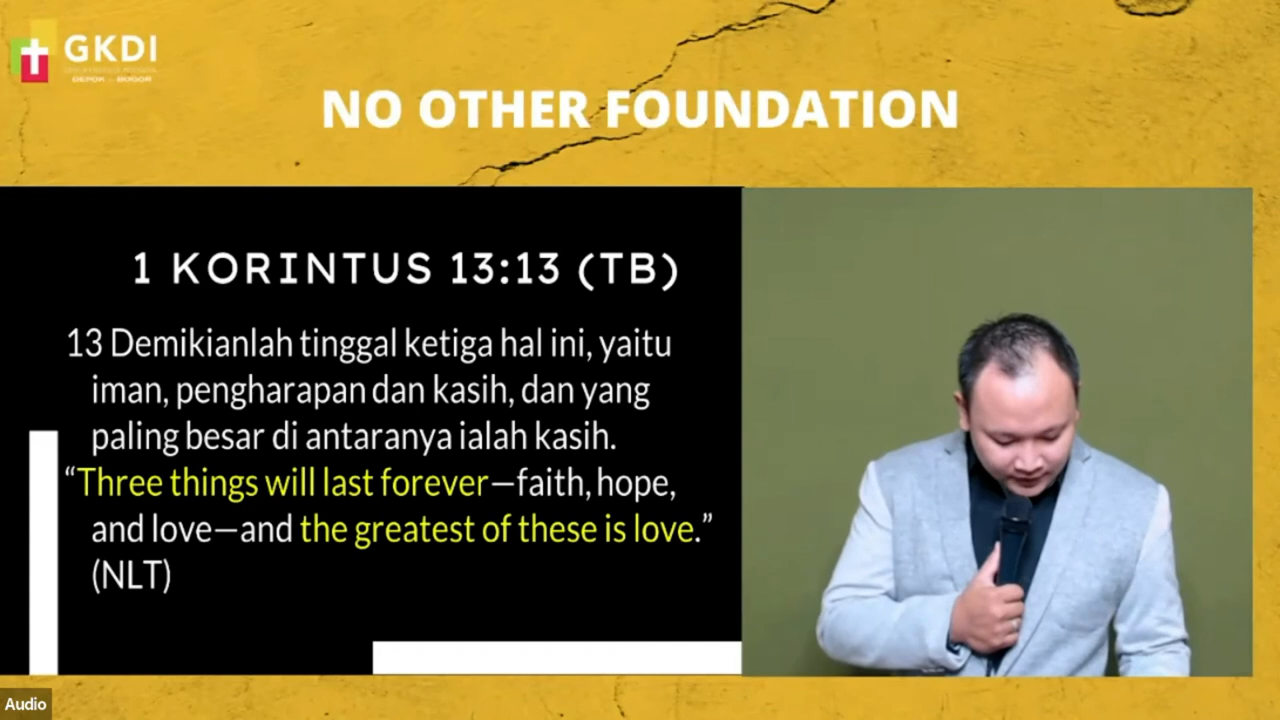 GKDI
DEPOK - BOGOR
NO OTHER FOUNDATION
1 KORINTUS 13:13 (TB)
13 Demikianlah tinggal ketiga hal ini, yaitu
iman, pengharapan dan kasih, dan yang
paling besar di antaranya ialah kasih.
“Three things will last forever—faith, hope,
and love—and the greatest of these is love.”
(NLT)
Audio